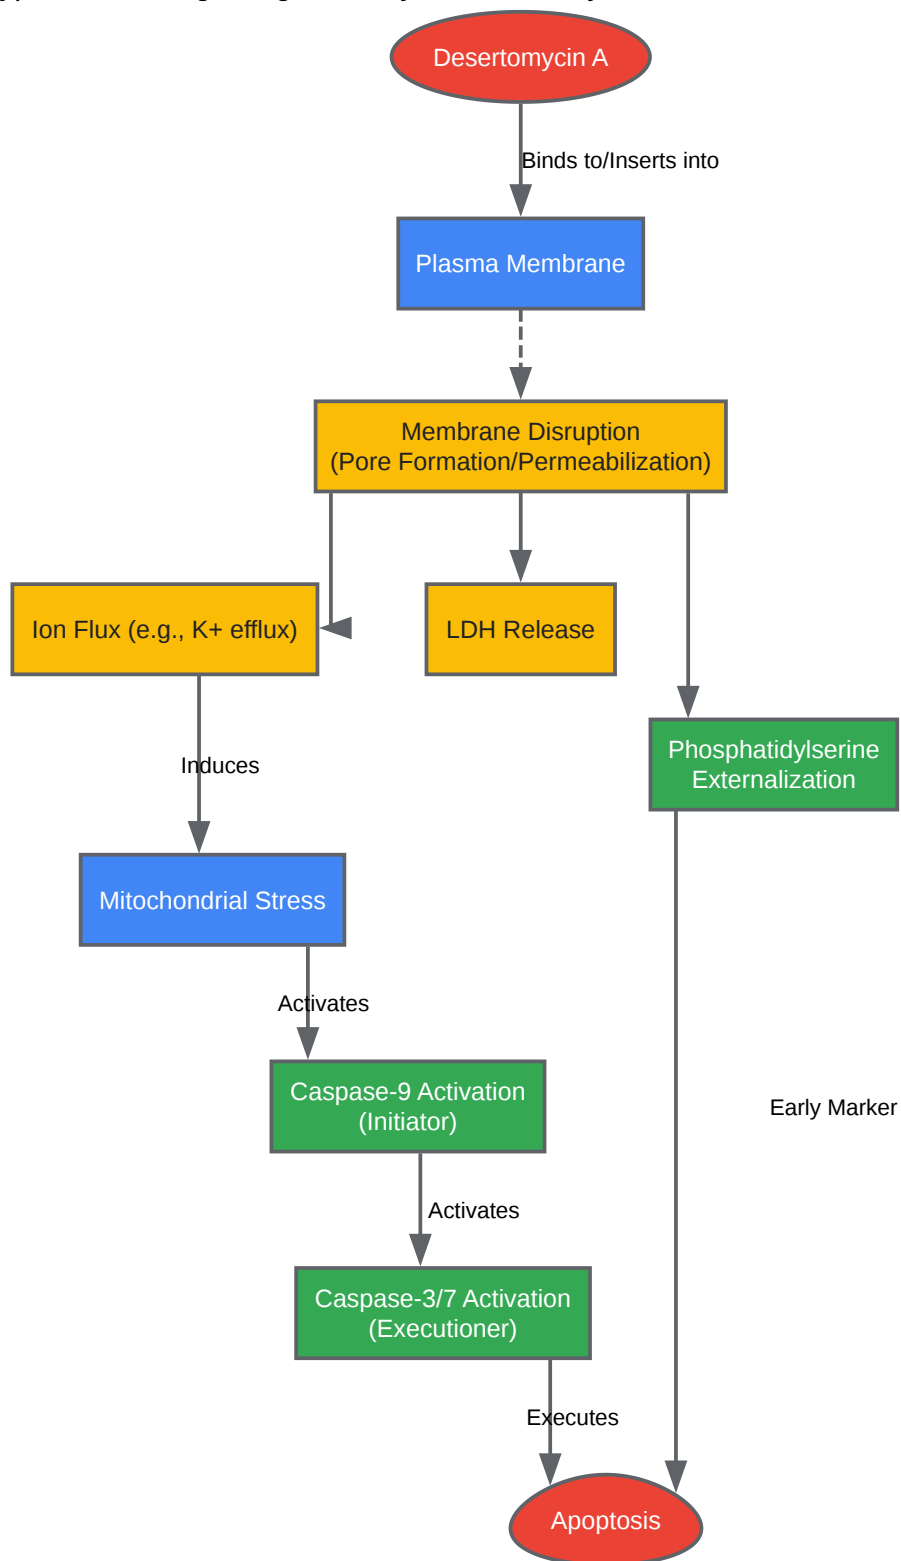 Desertomycin A
Binds to/Inserts into
Plasma Membrane
Membrane Disruption
(Pore Formation/Permeabilization)
Ion Flux (e.g., K+ efflux)
LDH Release
Phosphatidylserine
Externalization
Induces
Mitochondrial Stress
Activates
Caspase-9 Activation
(Initiator)
Early Marker
Activates
Caspase-3/7 Activation
(Executioner)
Executes
Apoptosis